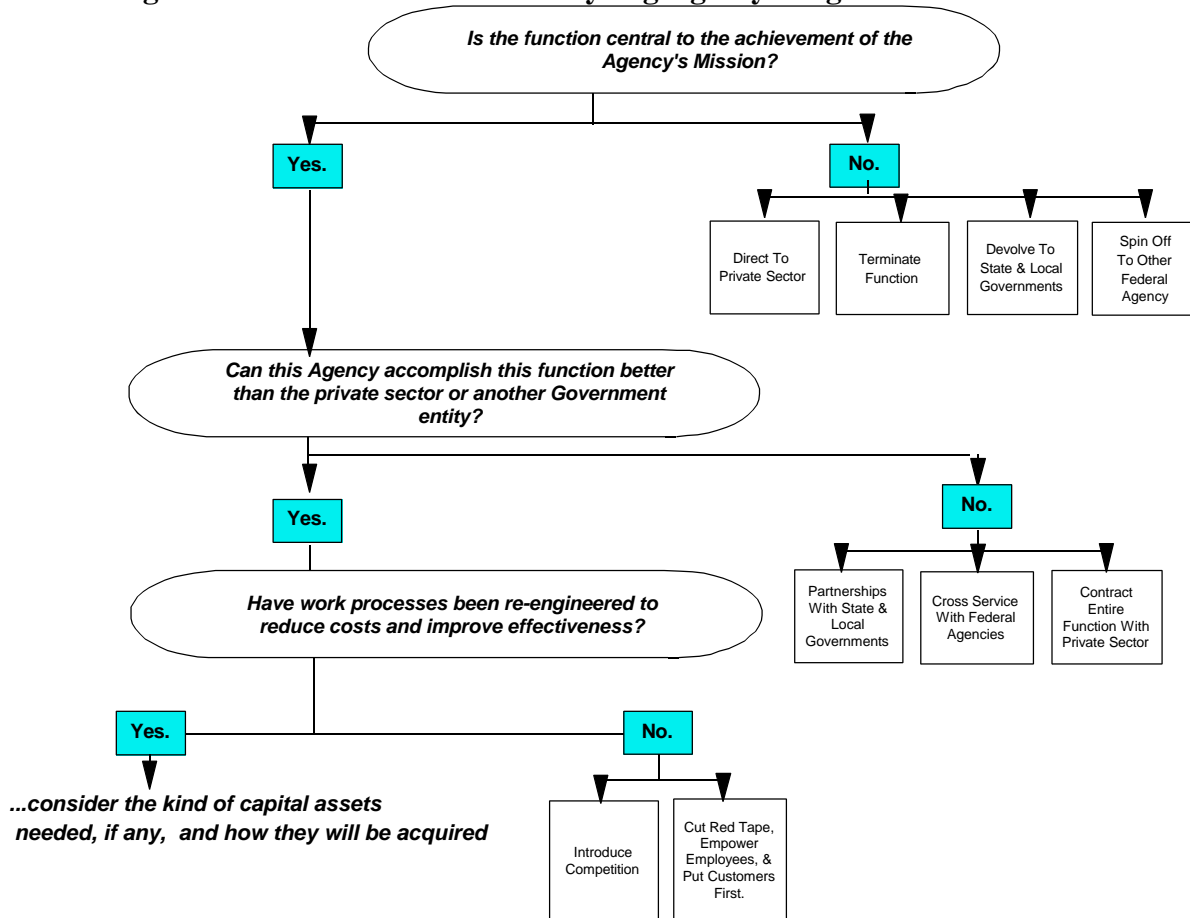 Is the function central to the achievement of the
Agency's Mission?
Yes.
No.
Direct To
Private Sector
Terminate
Function
Devolve To
State & Local
Governments
Spin Off
To Other
Federal
Agency
Can this Agency accomplish this function better
than the private sector or another Government
entity?
Yes.
No.
Partnerships
With State &
Local
Governments
Cross Service
With Federal
Agencies
Contract
Entire
Function With
Private Sector
Have work processes been re-engineered to
reduce costs and improve effectiveness?
Yes.
No.
...consider the kind of capital assets
needed, if any, and how they will be acquired
Introduce
Competition
Cut Red Tape,
Empower
Employees, &
Put Customers
First.